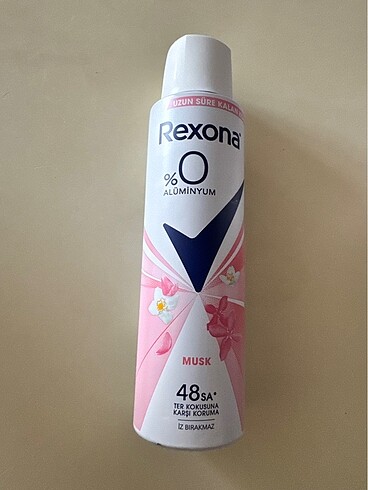 UZUN SÜRE KALAN
Rexona
%0
ALÜMİNYUM
MUSK
48SA*
TER KOKUSUNA
KARŞI KORUMA
İZ BIRAKMAZ